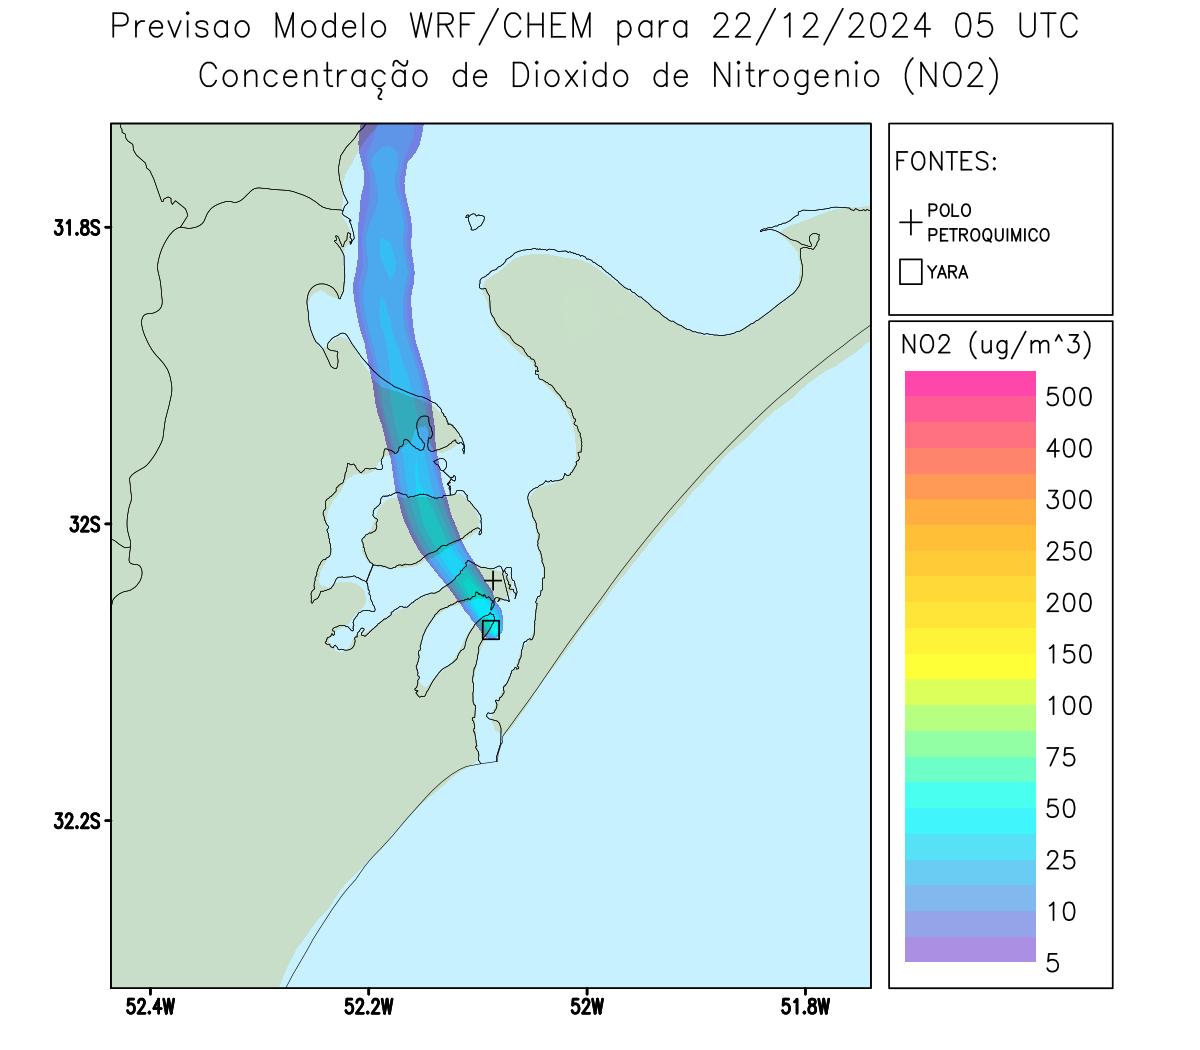 Previsao Modelo WRF/CHEM para 22/12/2024 05 UTC
Concentração de Dioxido de Nitrogenio (NO2)
FONTES:
POLO
PETROQUIMICO
YARA
NO2 (ug/m^3)
500
400
300
250
200
150
100
75
50
25
10
5
31.8S
32S
32.2S
52.4W
52.2W
52W
51.8W